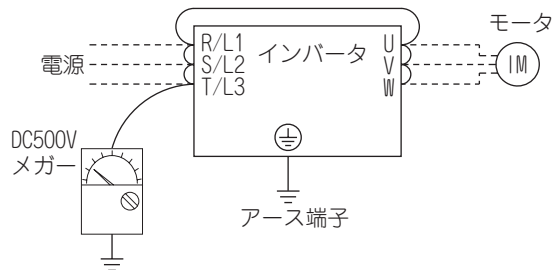 モータ
R/L1 インバータ U
電源 S/L2 V IM
T/L3 W
DC500V
メガー
アース端子